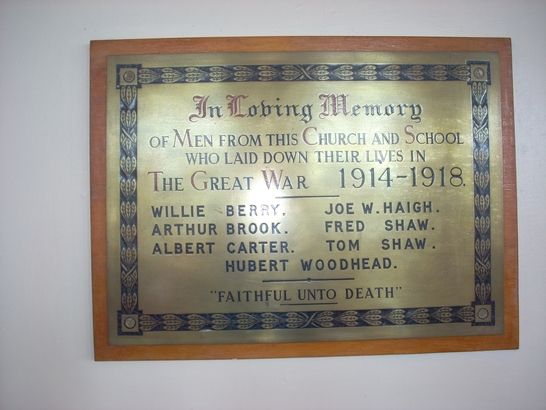 In Loving Memory
OF MEN FROM THIS CHURCH AND SCHOOL
WHO LAID DOWN THEIR LIVES IN
THE GREAT WAR 1914-1918.
WILLIE BERRY. JOE W. HAIGH.
ARTHUR BROOK. FRED SHAW.
ALBERT CARTER. TOM SHAW.
HUBERT WOODHEAD.
"FAITHFUL UNTO DEATH"